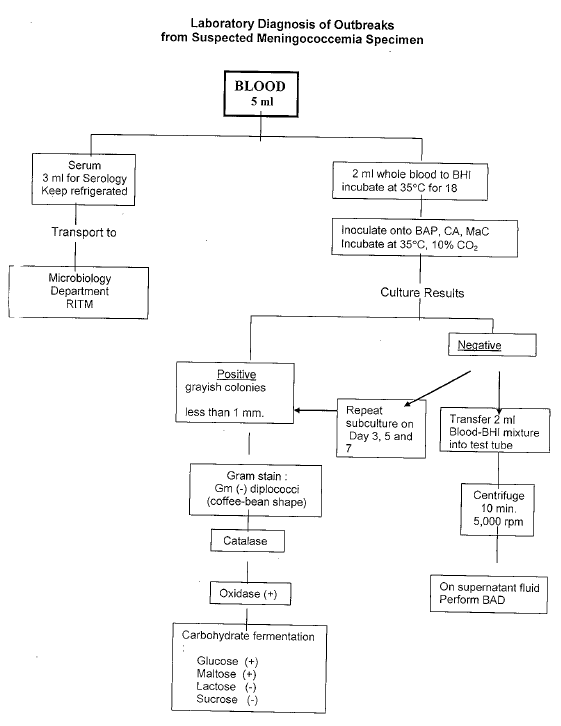 Laboratory Diagnosis of Outbreaks
from Suspected Meningococcemia Specimen
BLOOD
5 ml
Serum
3 ml for Serology
Keep refrigerated
Transport to
Microbiology
Department
RITM
2 ml whole blood to BHI
incubate at 35°C for 18
Inoculate onto BAP, CA, MaC
Incubate at 35°C, 10% CO₂
Culture Results
Positive
grayish colonies
less than 1 mm.
Gram stain :
Gm (-) diplococci
(coffee-bean shape)
Catalase
Oxidase (+)
Carbohydrate fermentation
:
Glucose (+)
Maltose (+)
Lactose (-)
Sucrose (-)
Negative
Repeat
subculture on
Day 3, 5 and
7
Transfer 2 ml
Blood-BHI mixture
into test tube
Centrifuge
10 min.
5,000 rpm
On supernatant fluid
Perform BAD